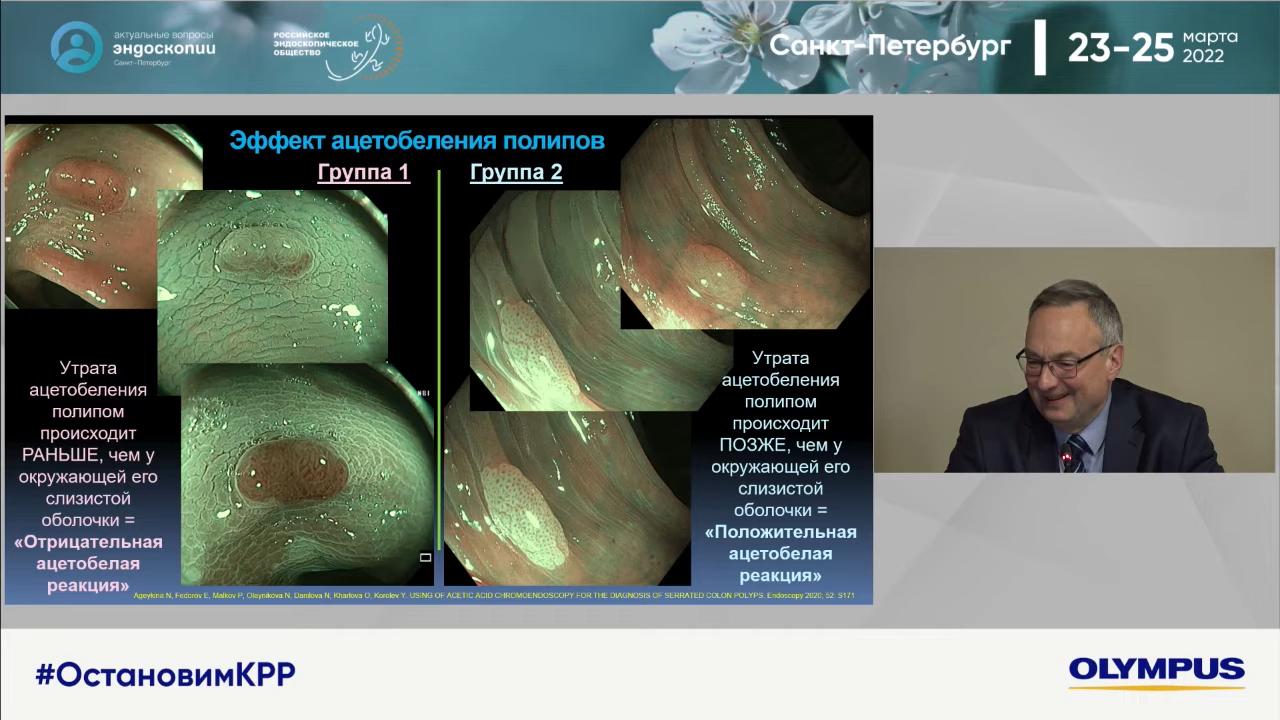 актуальные вопросы
эндоскопии
Санкт-Петербург
РОССИЙСКОЕ
ЭНДОСКОПИЧЕСКОЕ
ОБЩЕСТВО
Санкт-Петербург
23-25 марта
2022
Эффект ацетобеления полипов
Группа 1
Группа 2
Утрата
ацетобеления
полипом
происходит
РАНЬШЕ, чем у
окружающей его
слизистой
оболочки =
«Отрицательная
ацетобелая
реакция»
NBI
Утрата
ацетобеления
полипом
происходит
ПОЗЖЕ, чем у
окружающей его
слизистой
оболочки =
«Положительная
ацетобелая
реакция»
Ageykina N, Fedorov E, Malkov P, Oleynikova N, Danilova N, Kharlova O, Korolev Y. USING OF ACETIC ACID CHROMOENDOSCOPY FOR THE DIAGNOSIS OF SERRATED COLON POLYPS. Endoscopy 2020; 52: S171
#ОстановимКРР
OLYMPUS